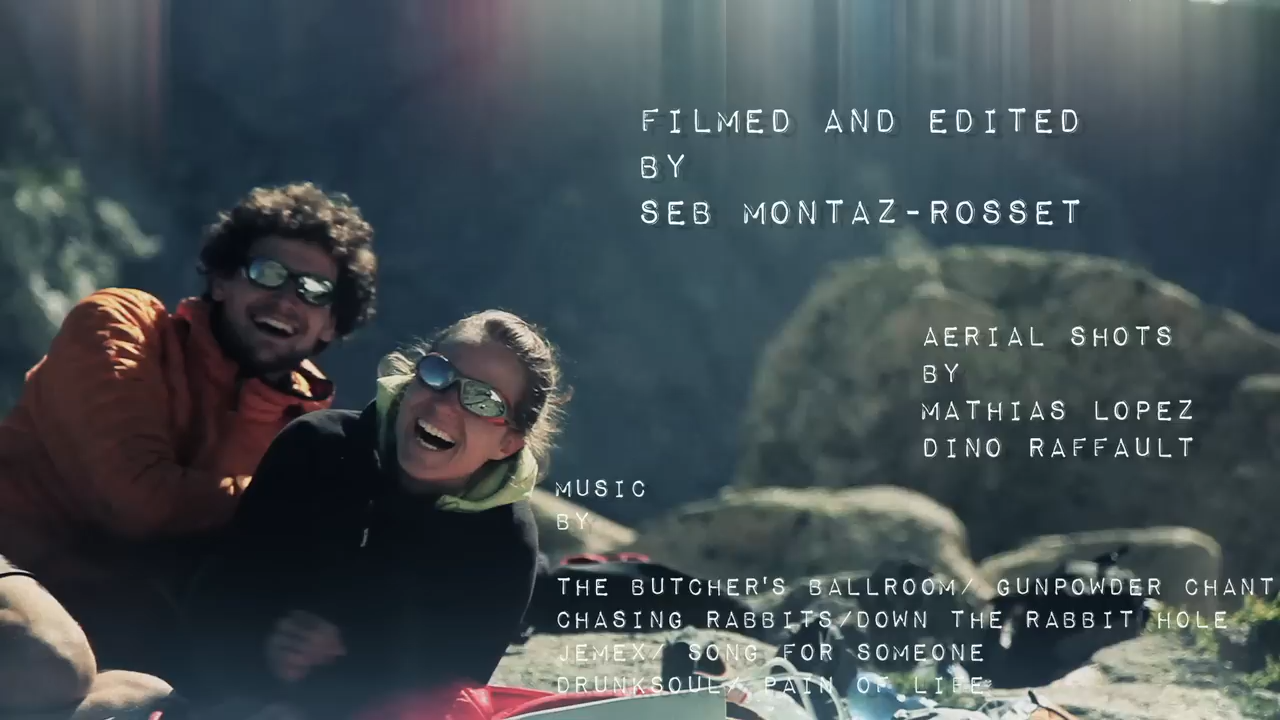 FILMED AND EDITED
BY
SEB MONTAZ-ROSSET
AERIAL SHOTS
BY
MATHIAS LOPEZ
DINO RAFFAULT
MUSIC
BY
THE BUTCHER'S BALLROOM/ GUNPOWDER CHANT
CHASING RABBITS/DOWN THE RABBIT HOLE
JEMEX/ SONG FOR SOMEONE
DRUNKSOUL/ PAIN OF LIFE